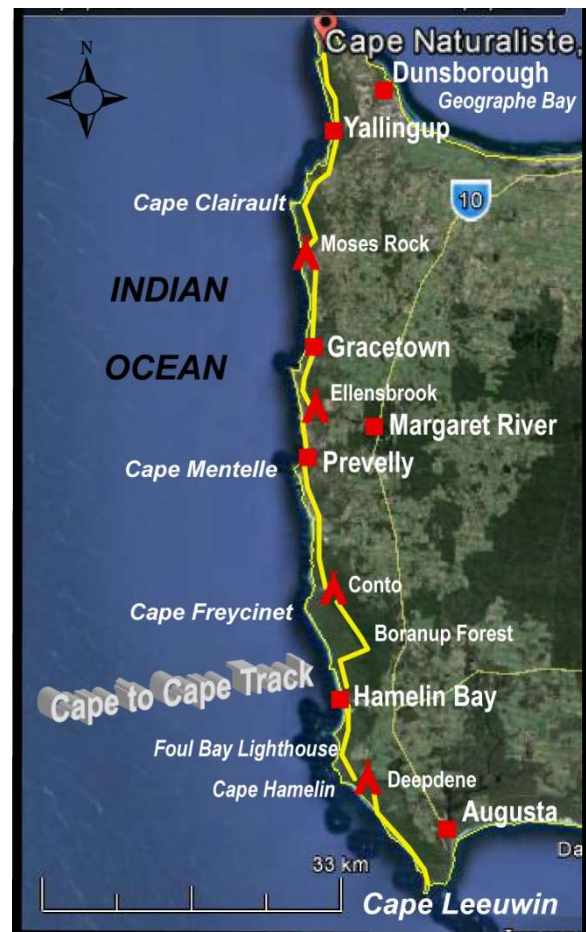 Cape Naturaliste,
N
Dunsborough
Geographe Bay
Yallingup
Cape Clairault
10
Moses Rock
INDIAN
OCEAN
Gracetown
Ellensbrook
Margaret River
Cape Mentelle
Prevelly
Conto
Cape Freycinet
Boranup Forest
Cape to Cape Track
Hamelin Bay
Foul Bay Lighthouse
Cape Hamelin
Deepdene
Augusta
Da
33 km
Cape Leeuwin